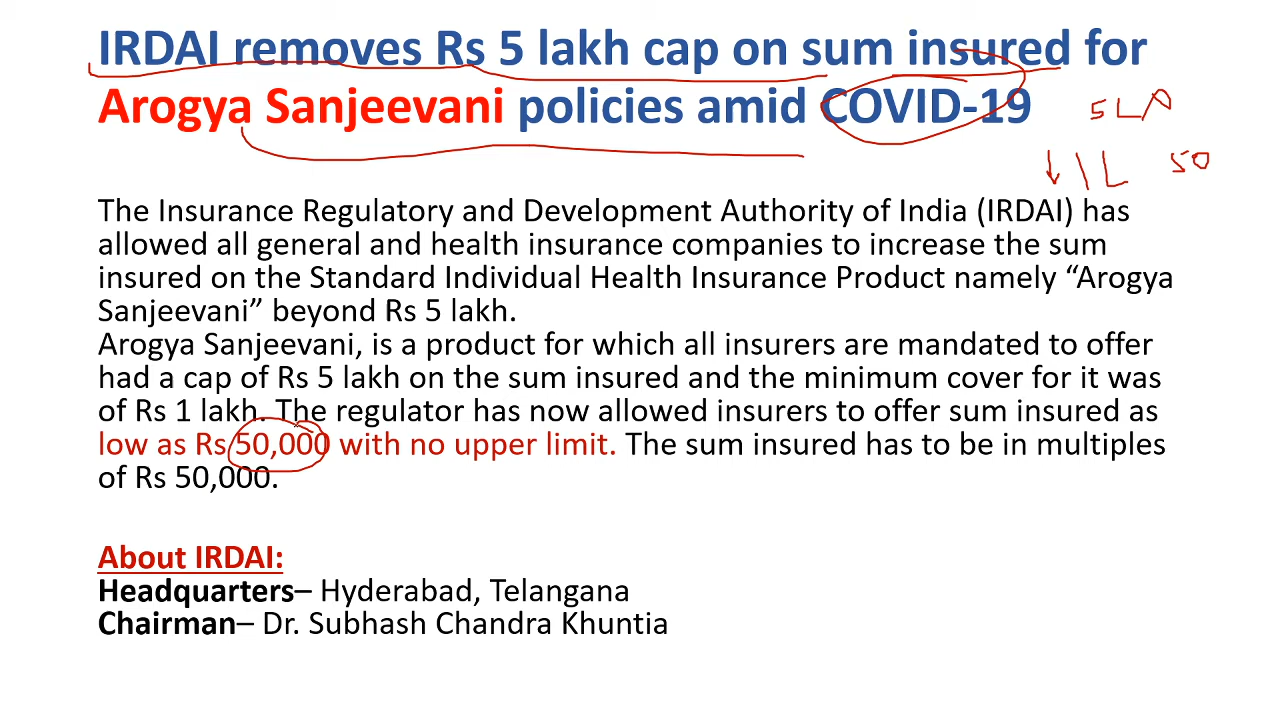 IRDAI removes Rs 5 lakh cap on sum insured for
Arogya Sanjeevani policies amid COVID-19
5 L
1 L 50
The Insurance Regulatory and Development Authority of India (IRDAI) has
allowed all general and health insurance companies to increase the sum
insured on the Standard Individual Health Insurance Product namely “Arogya
Sanjeevani” beyond Rs 5 lakh.
Arogya Sanjeevani, is a product for which all insurers are mandated to offer
had a cap of Rs 5 lakh on the sum insured and the minimum cover for it was
of Rs 1 lakh. The regulator has now allowed insurers to offer sum insured as
low as Rs 50,000 with no upper limit. The sum insured has to be in multiples
of Rs 50,000.
About IRDAI:
Headquarters– Hyderabad, Telangana
Chairman– Dr. Subhash Chandra Khuntia